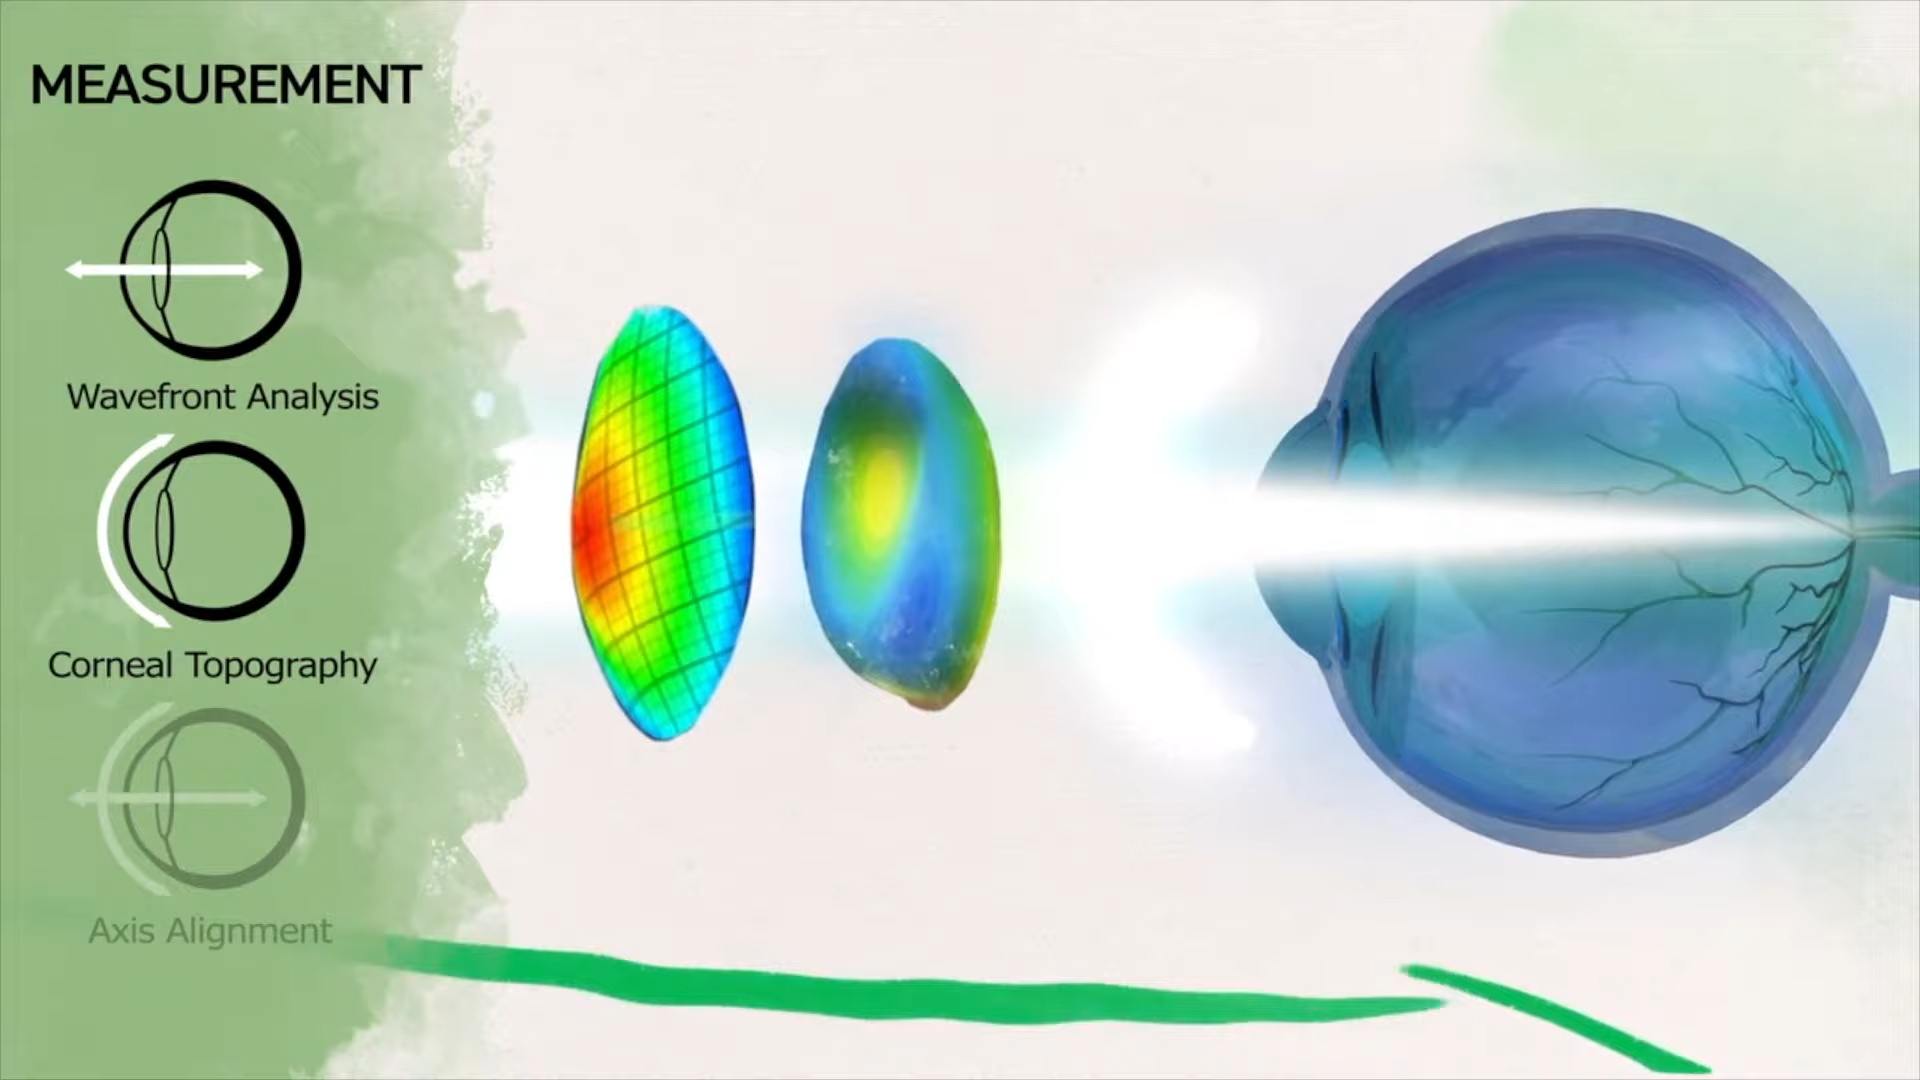 MEASUREMENT
Wavefront Analysis
Corneal Topography
Axis Alignment